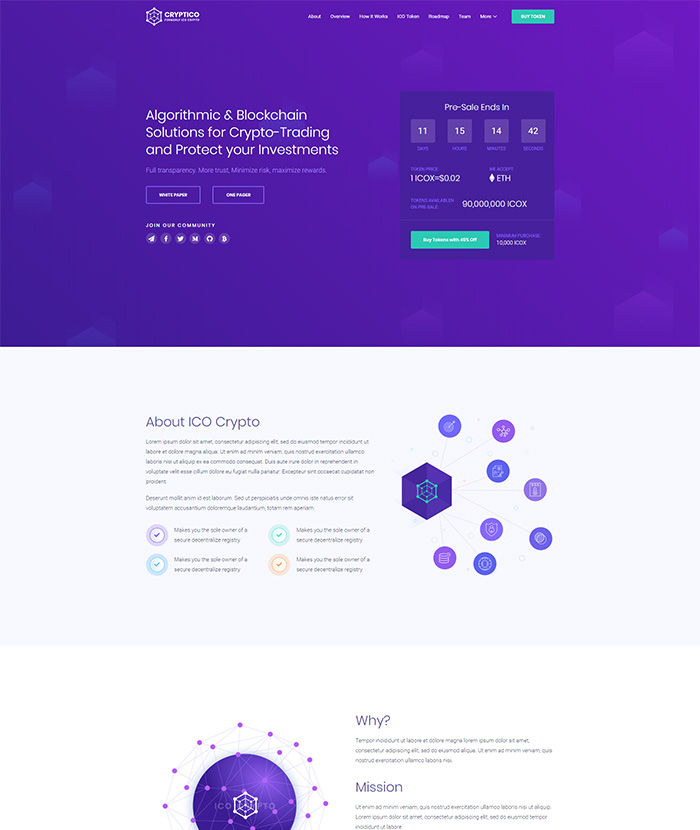 CRYPTICO
FORMERLY ICO CRYPTO
About Overview How It Works ICO Token Roadmap Team More
BUY TOKEN
Algorithmic & Blockchain
Solutions for Crypto-Trading
and Protect your Investments
Full transparency. More trust, Minimize risk, maximize rewards.
WHITE PAPER
ONE PAGER
JOIN OUR COMMUNITY
Pre-Sale Ends In
11 15 14 42
DAYS HOURS MINUTES SECONDS
TOKEN PRICE
1 ICOX=$0.02
WE ACCEPT
ETH
TOKENS AVAILABLE
ON PRE-SALE
90,000,000 ICOX
Buy Tokens with 45% Off
MINIMUM PURCHASE
10,000 ICOX
About ICO Crypto
Lorem ipsum dolor sit amet, consectetur adipisicing elit, sed do eiusmod tempor incididunt ut
labore et dolore magna aliqua. Ut enim ad minim veniam, quis nostrud exercitation ullamco
laboris nisi ut aliquip ex ea commodo consequat. Duis aute nure dolor in reprehenderit in
voluptate velit esse cillum dolore eu fugiat nulla pariatur. Excepteur sint occaecat cupidatat non
proident.
Deserunt mollit anim id est laborum. Sed ut perspiciatis unde omnis iste natus error sit
voluptatem accusantium doloremque laudantium, totam rem aperiam.
Makes you the sole owner of a
secure decentralize registry
Makes you the sole owner of a
secure decentralize registry
Makes you the sole owner of a
secure decentralize registry
Makes you the sole owner of a
secure decentralize registry
Why?
Tempor incididunt ut labore et dolore magna lorem ipsum dolor sit amet,
consectetur adipisicing elit, sed do eiusmod aliqua. Ut enim ad minim veniam, quis
nostrud exercitation ullamco laboris nisi.
Mission
Ut enim ad minim veniam, quis nostrud exercitation ullamco laboris nisi ut aliquip.
Lorem ipsum dolor sit amet, consectetur adipisicing elit, sed do eiusmod tempor
incididunt ut labore.
ICO CRYPTO